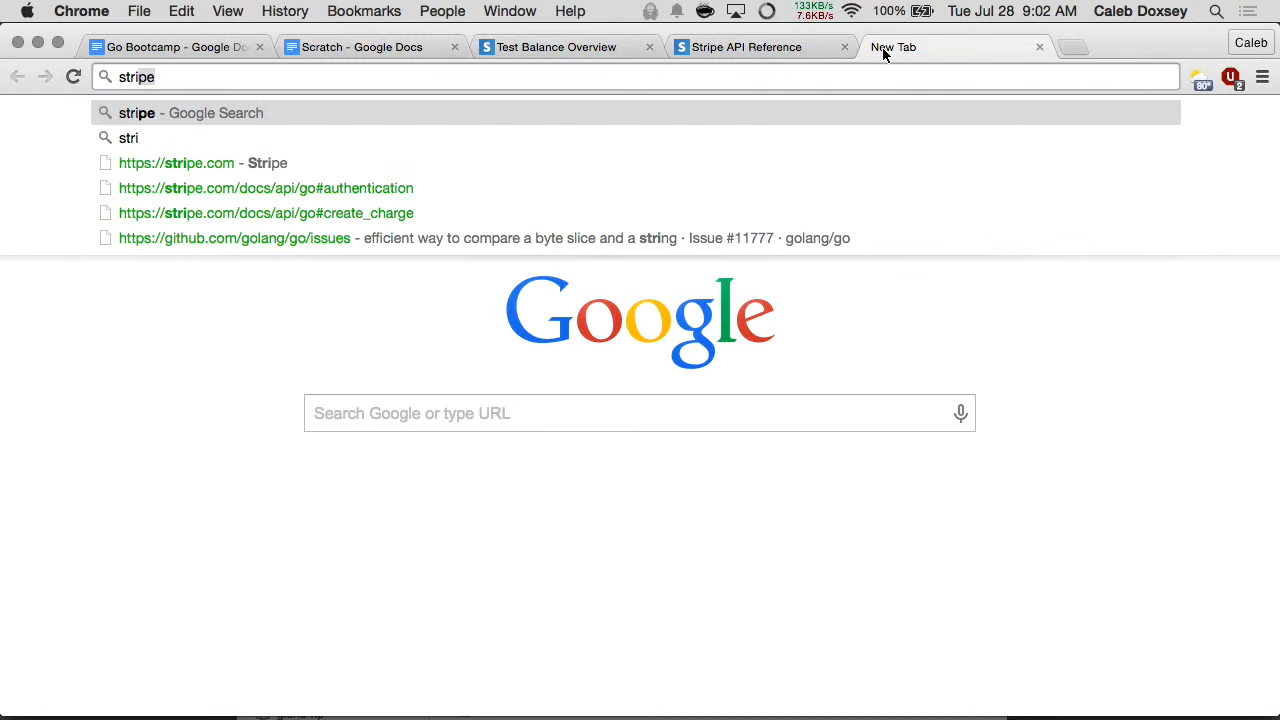 Chrome File Edit View History Bookmarks People Window Help 133KB/s 7.6KB/s 100% Tue Jul 28 9:02 AM Caleb Doxsey
Go Bootcamp - Google Do Scratch - Google Docs Test Balance Overview Stripe API Reference New Tab Caleb
stripe 60° 2
stripe - Google Search
stri
https://stripe.com - Stripe
https://stripe.com/docs/api/go#authentication
https://stripe.com/docs/api/go#create_charge
https://github.com/golang/go/issues - efficient way to compare a byte slice and a string · Issue #11777 · golang/go
Google
Search Google or type URL